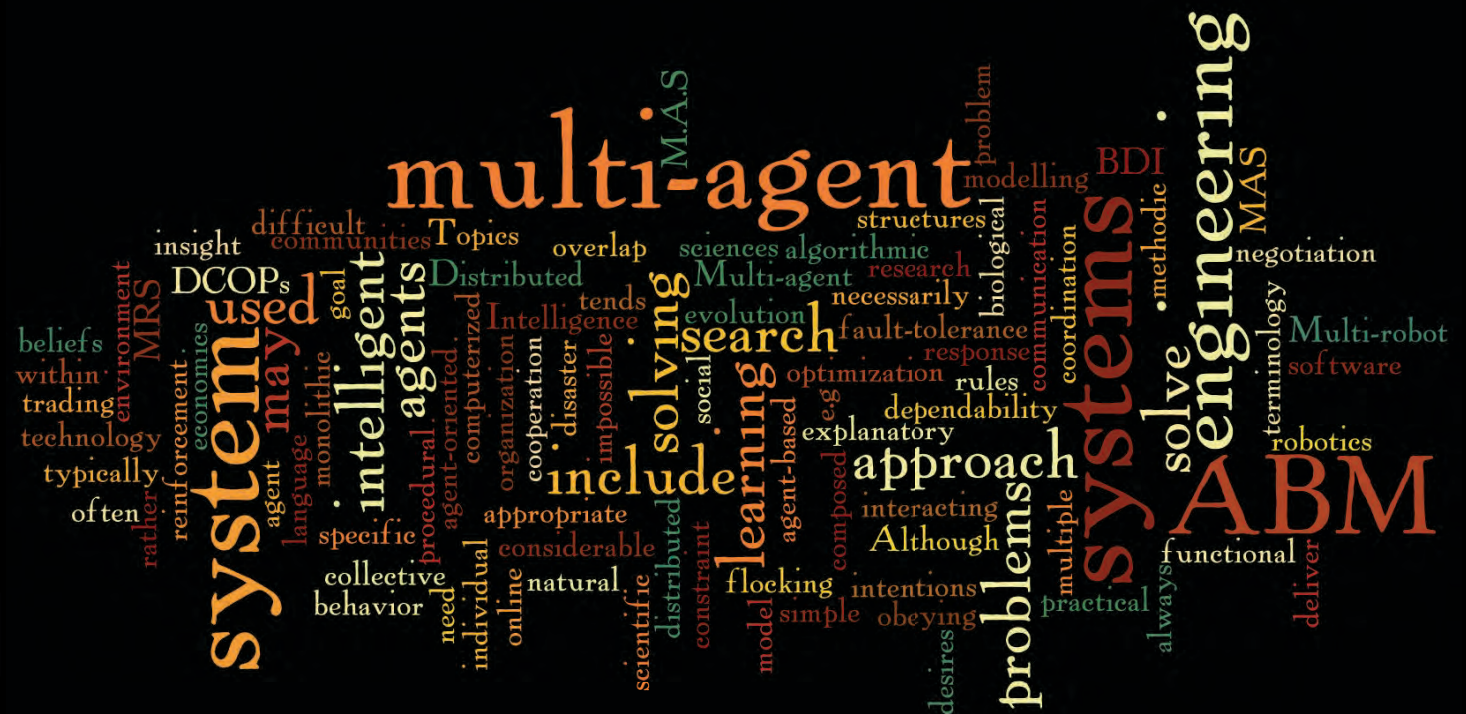 multi-agent
M.A.S
problem
modelling
BDI
engineering
MAS
methodic
systems
negotiation
structures
biological
communication
coordination
difficult
communities
Topics
overlap
sciences
algorithmic
insight
DCOPs
used
goal
intelligent
agents
Distributed
tends
Intelligence
solving
Multi-agent
research
necessarily
evolution
search
fault-tolerance
response
terminology
Multi-robot
software
beliefs
environment
MRS
within
trading
technology
typically
often
rather
reinforcement
economics
system
may
monolithic
language
agent
specific
computerized
agent-oriented
procedural
organization
cooperation
disaster
impossible
social
learning
optimization
rules
e.g
dependability
explanatory
agent-based
include
approach
solve
robotics
ABM
appropriate
considerable
composed
interacting
Although
problems
multiple
functional
collective
behavior
need
individual
online
natural
scientific
distributed
constraint
flocking
model
simple
intentions
obeying
desires
practical
always
deliver